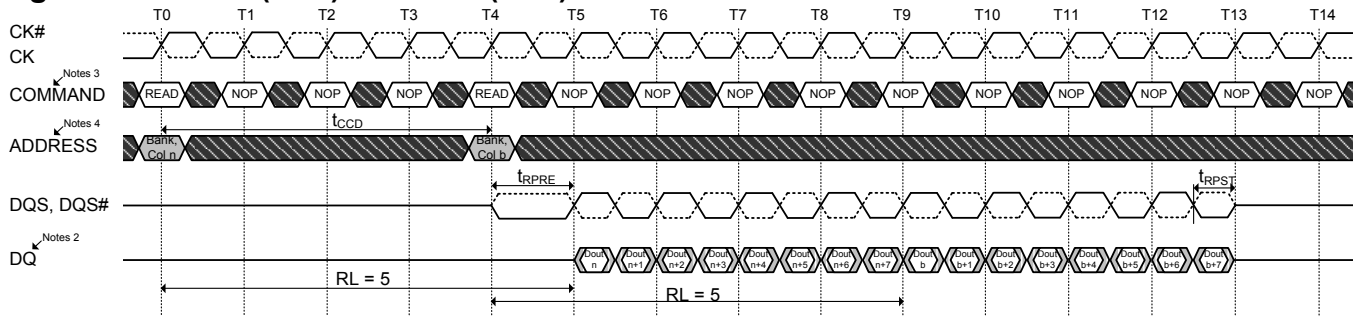 T0 T1 T2 T3 T4 T5 T6 T7 T8 T9 T10 T11 T12 T13 T14
CK#
CK
Notes 3
COMMAND READ NOP NOP NOP READ NOP NOP NOP NOP NOP NOP NOP NOP NOP NOP
tCCD
Notes 4
ADDRESS Bank, Col n Bank, Col b
tRPRE tRPST
DQS, DQS#
Notes 2
DQ Dout n Dout n+1 Dout n+2 Dout n+3 Dout n+4 Dout n+5 Dout n+6 Dout n+7 Dout b Dout b+1 Dout b+2 Dout b+3 Dout b+4 Dout b+5 Dout b+6 Dout b+7
RL = 5 RL = 5